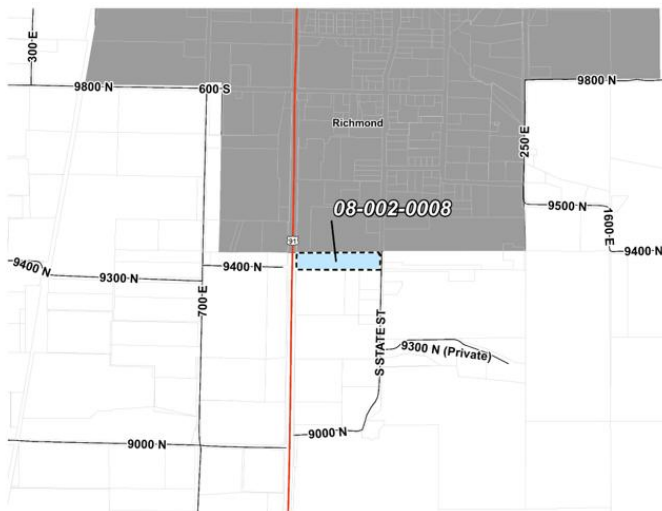 300 E
9800 N
600 S
9800 N
Richmond
250 E
08-002-0008
9500 N
1600 E
91
9400 N
9400 N
9300 N
9400 N
700 E
S STATE ST
9300 N (Private)
9000 N
9000 N